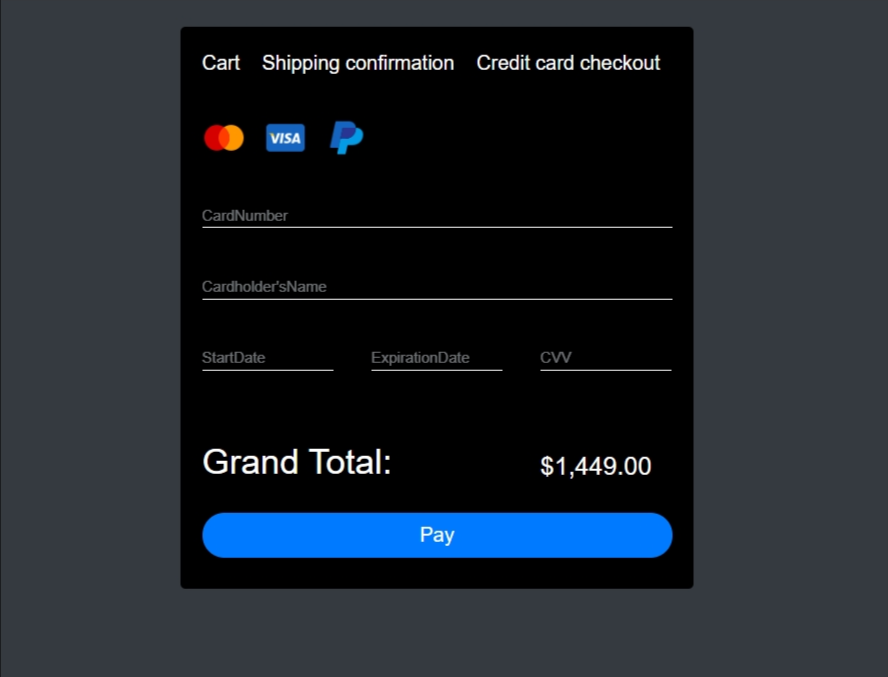 Cart Shipping confirmation Credit card checkout
VISA
CardNumber
Cardholder'sName
StartDate ExpirationDate CVV
Grand Total: $1,449.00
Pay